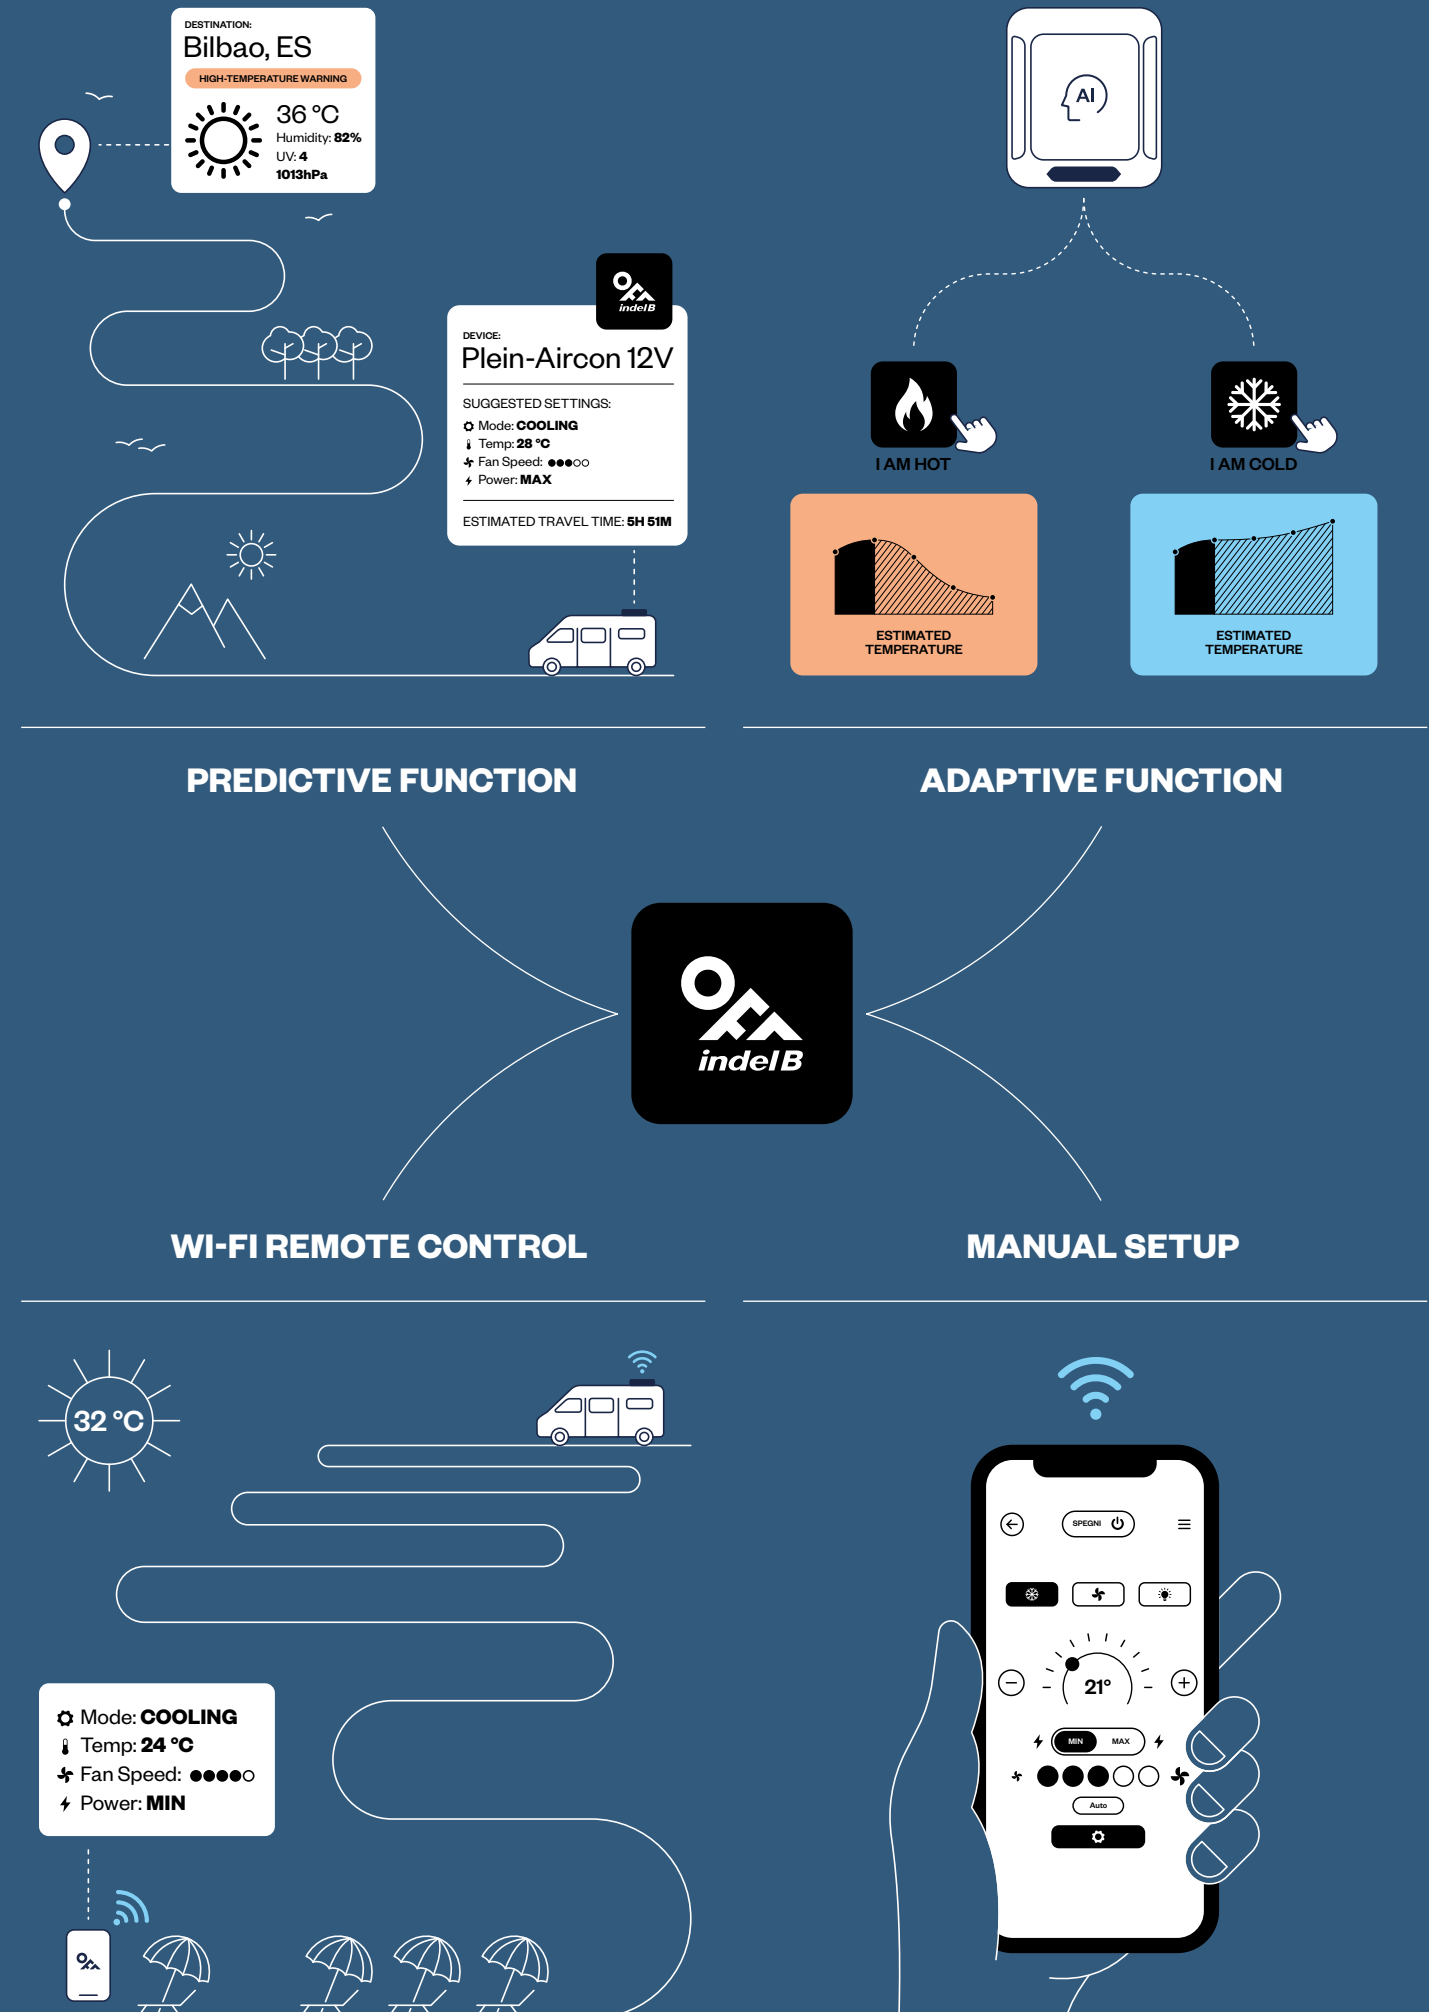 DESTINATION:
Bilbao, ES
HIGH-TEMPERATURE WARNING
36 °C
Humidity: 82%
UV: 4
1013hPa
indelB
DEVICE:
Plein-Aircon 12V
SUGGESTED SETTINGS:
Mode: COOLING
Temp: 28 °C
Fan Speed:
Power: MAX
ESTIMATED TRAVEL TIME: 5H 51M
AI
I AM HOT
I AM COLD
ESTIMATED
TEMPERATURE
ESTIMATED
TEMPERATURE
PREDICTIVE FUNCTION
ADAPTIVE FUNCTION
indelB
WI-FI REMOTE CONTROL
MANUAL SETUP
32 °C
Mode: COOLING
Temp: 24 °C
Fan Speed:
Power: MIN
SPEGNI
21°
MIN MAX
Auto